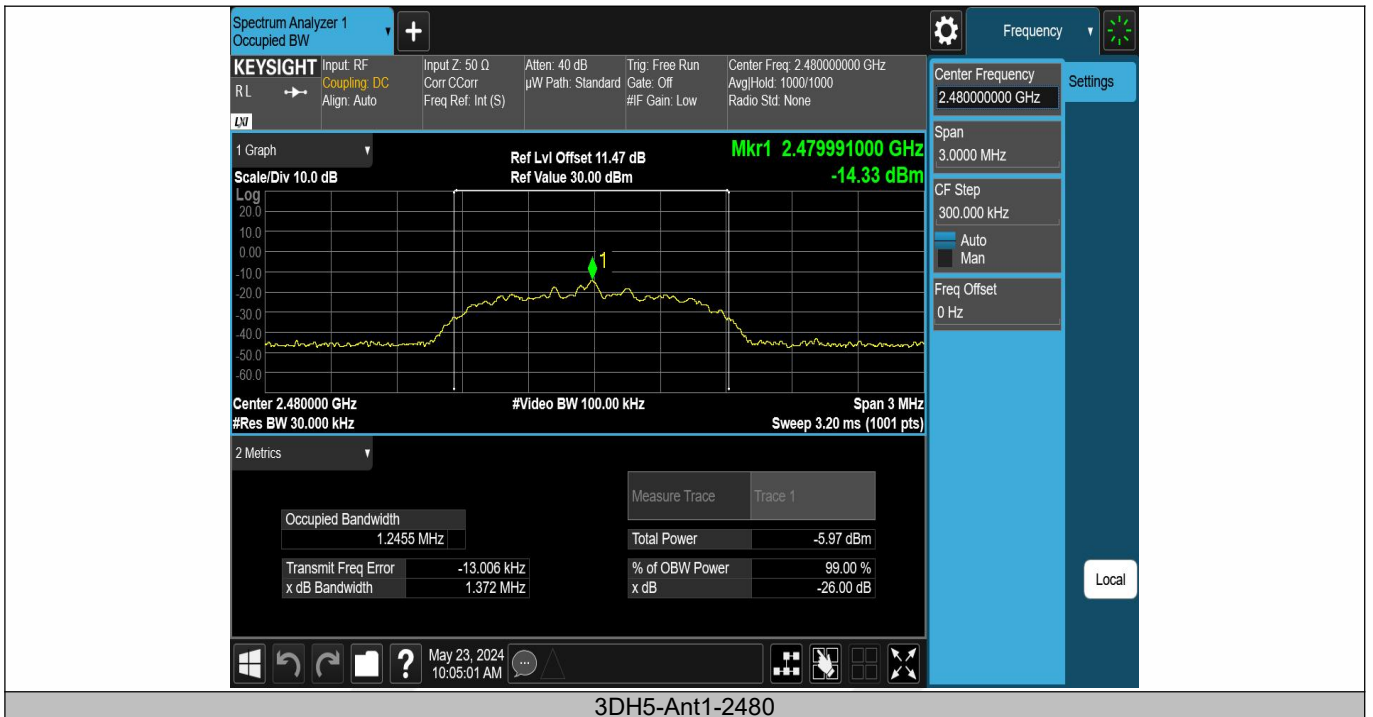 Spectrum Analyzer 1
Occupied BW
Frequency
KEYSIGHT
RL
LXI
Input: RF
Coupling: DC
Align: Auto
Input Z: 50 Ω
Corr CCorr
Freq Ref: Int (S)
Atten: 40 dB
µW Path: Standard
Trig: Free Run
Gate: Off
#IF Gain: Low
Center Freq: 2.480000000 GHz
Avg|Hold: 1000/1000
Radio Std: None
Center Frequency
2.480000000 GHz
Settings
Span
3.0000 MHz
CF Step
300.000 kHz
Auto
Man
Freq Offset
0 Hz
Local
1 Graph
Scale/Div 10.0 dB
Ref Lvl Offset 11.47 dB
Ref Value 30.00 dBm
Mkr1 2.479991000 GHz
-14.33 dBm
Log
20.0
10.0
0.00
-10.0
-20.0
-30.0
-40.0
-50.0
-60.0
1
Center 2.480000 GHz
#Res BW 30.000 kHz
#Video BW 100.00 kHz
Span 3 MHz
Sweep 3.20 ms (1001 pts)
2 Metrics
Measure Trace Trace 1
Occupied Bandwidth
1.2455 MHz
Total Power -5.97 dBm
Transmit Freq Error -13.006 kHz
% of OBW Power 99.00 %
x dB Bandwidth 1.372 MHz
x dB -26.00 dB
?
May 23, 2024
10:05:01 AM
3DH5-Ant1-2480